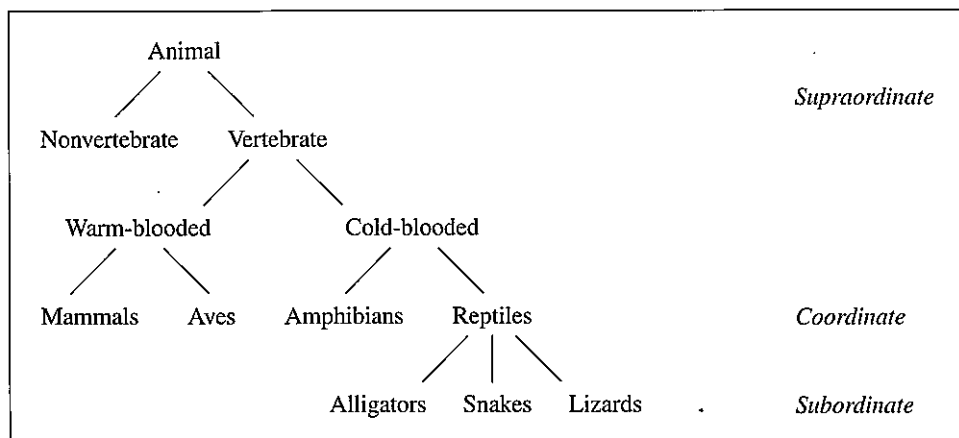 Animal
Supraordinate
Nonvertebrate Vertebrate
Warm-blooded Cold-blooded
Mammals Aves Amphibians Reptiles Coordinate
Alligators Snakes Lizards Subordinate